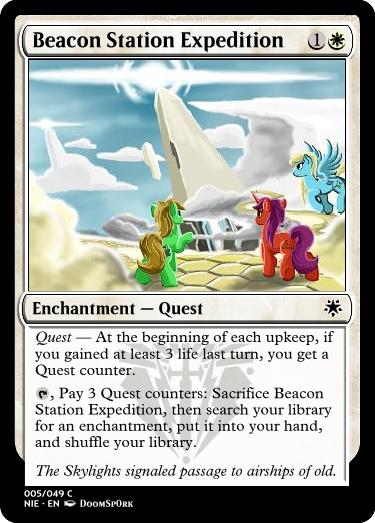 Beacon Station Expedition 1
Enchantment — Quest
Quest — At the beginning of each upkeep, if
you gained at least 3 life last turn, you get a
Quest counter.
, Pay 3 Quest counters: Sacrifice Beacon
Station Expedition, then search your library
for an enchantment, put it into your hand,
and shuffle your library.
The Skylights signaled passage to airships of old.
005/049 C
NIE · EN DoomSp0rk